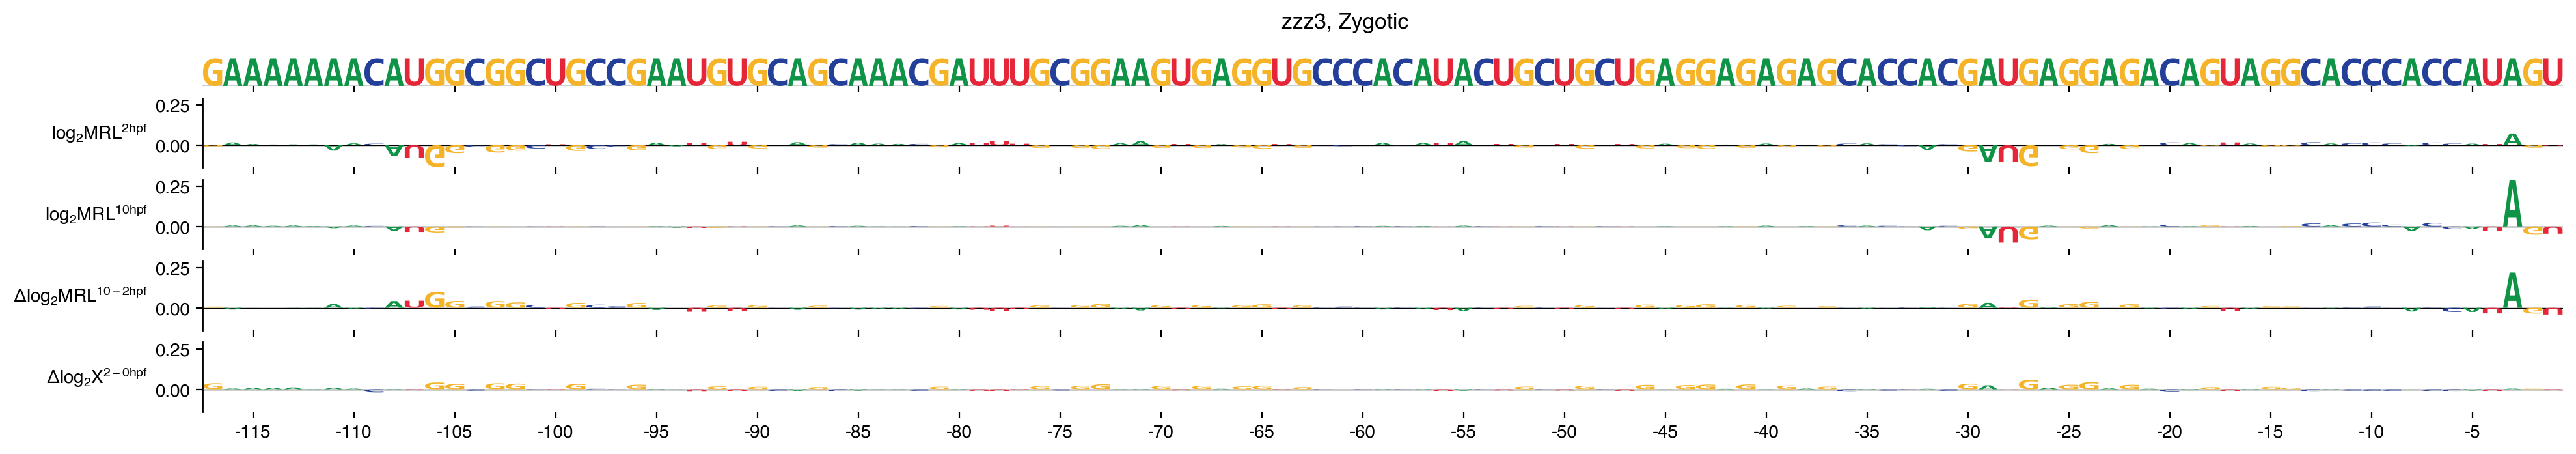 zzz3, Zygotic
GAAAAAAACAUGGCGGCUGCCGAAUGUGCAGCAAACGAUUUGCGGAAGUGAGGUGCCCACAUACUGCUGCUGAGGAGAGAGCACCACGAUGAGGAGACAGUAGGCACCCACCAUAGU
0.25
log₂MRL²ʰᵖᶠ
0.00
0.25
log₂MRL¹⁰ʰᵖᶠ
0.00
0.25
Δlog₂MRL¹⁰⁻²ʰᵖᶠ
0.00
0.25
Δlog₂X²⁻⁰ʰᵖᶠ
0.00
-115 -110 -105 -100 -95 -90 -85 -80 -75 -70 -65 -60 -55 -50 -45 -40 -35 -30 -25 -20 -15 -10 -5